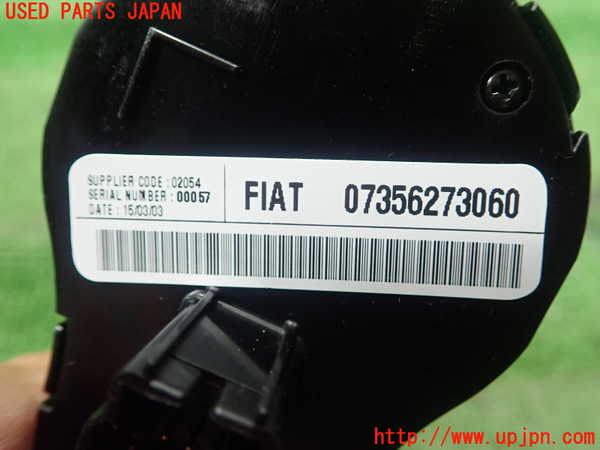 USED PARTS JAPAN
SUPPLIER CODE :02054
SERIAL NUMBER :00057
DATE :15/03/03
FIAT 07356273060
http://www.upjpn.com/